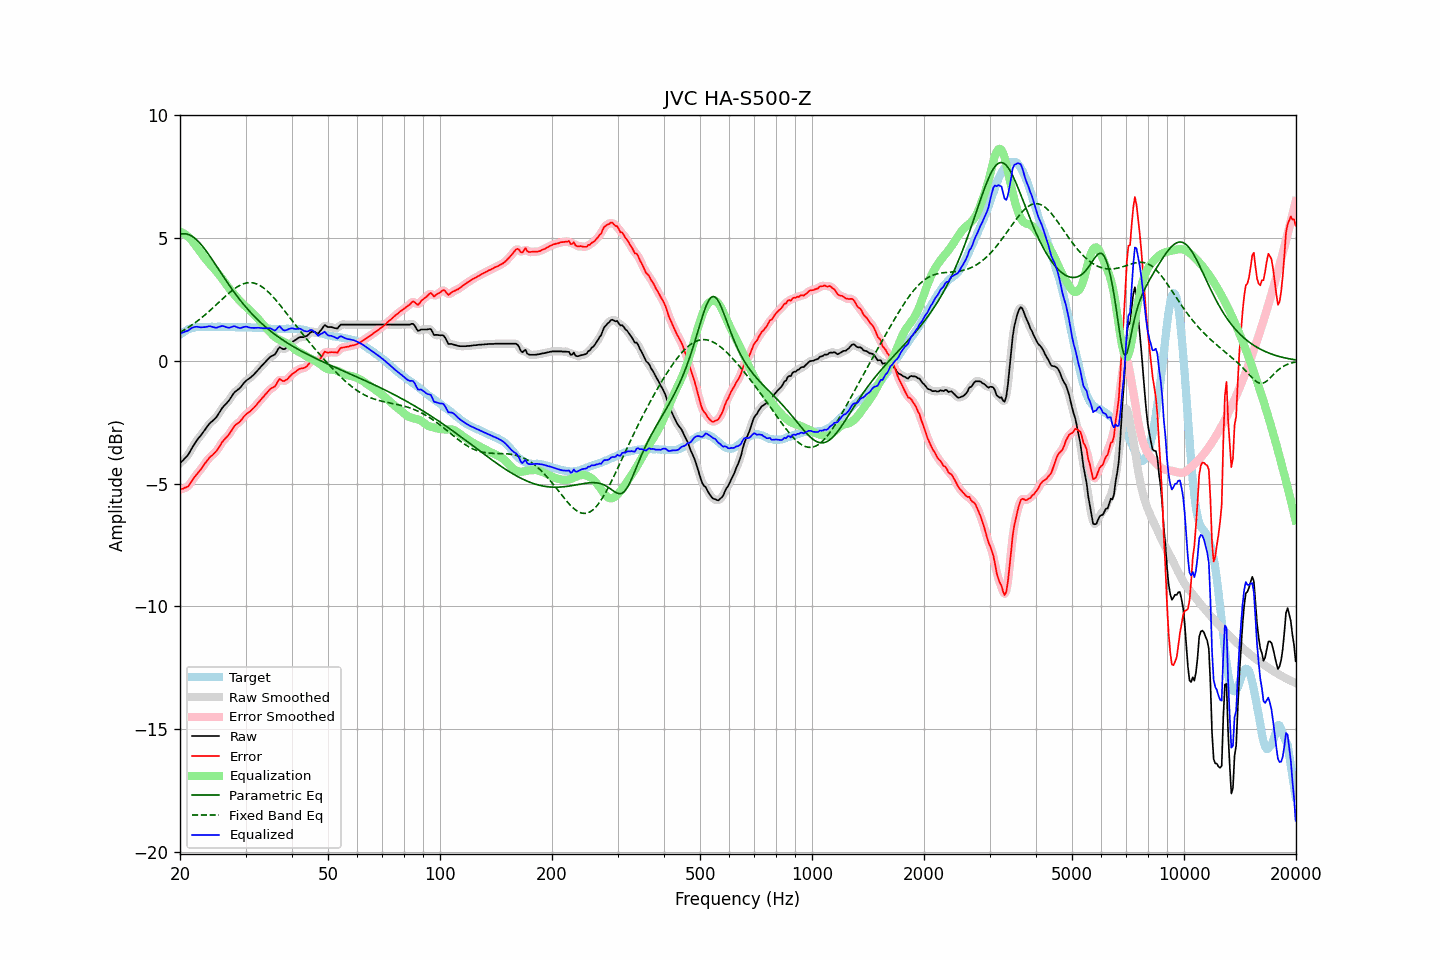 JVC HA-S500-Z
Amplitude (dBr)
10
5
0
−5
−10
−15
−20
Target
Raw Smoothed
Error Smoothed
Raw
Error
Equalization
Parametric Eq
Fixed Band Eq
Equalized
20 50 100 200 500 1000 2000 5000 10000 20000
Frequency (Hz)